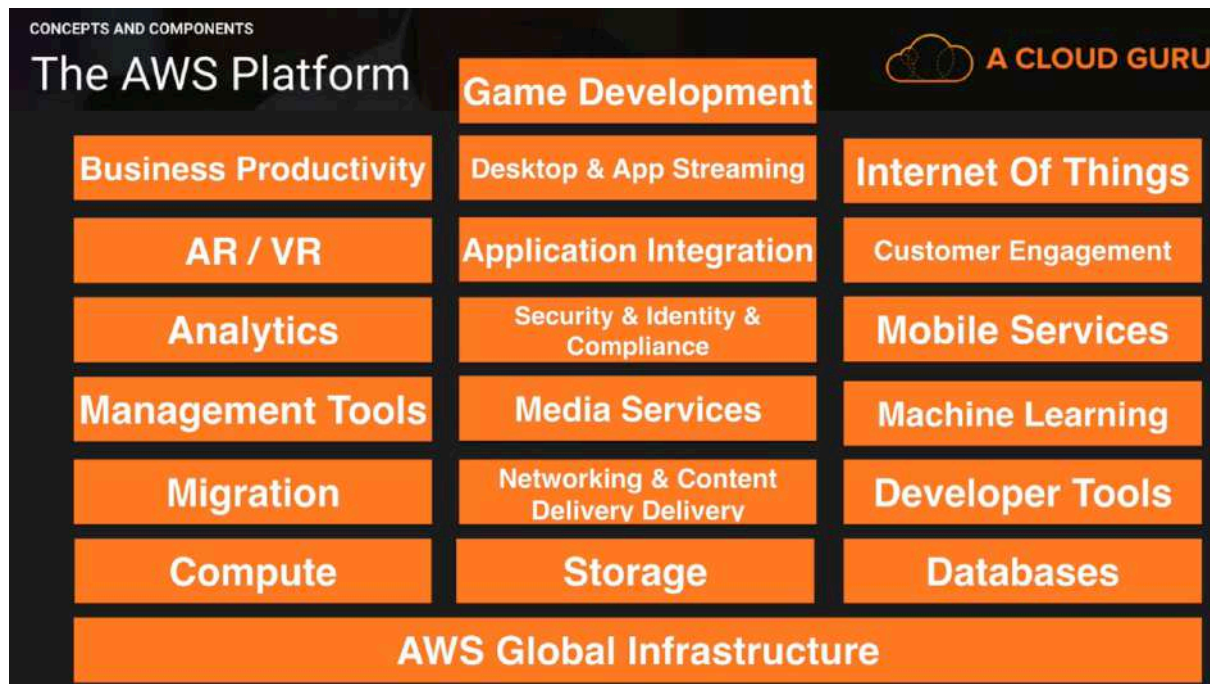 CONCEPTS AND COMPONENTS
The AWS Platform
A CLOUD GURU
Game Development
Business Productivity
Desktop & App Streaming
Internet Of Things
AR / VR
Application Integration
Customer Engagement
Analytics
Security & Identity &
Compliance
Mobile Services
Management Tools
Media Services
Machine Learning
Migration
Networking & Content
Delivery Delivery
Developer Tools
Compute
Storage
Databases
AWS Global Infrastructure